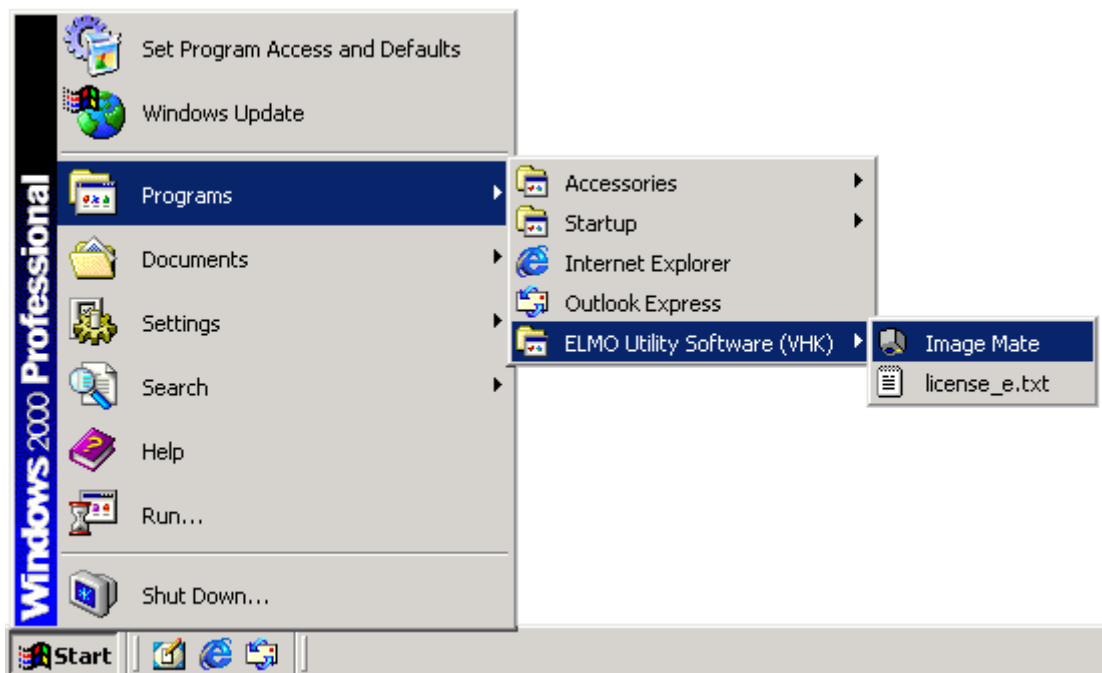 Set Program Access and Defaults
Windows Update
Programs
Documents
Settings
Search
Help
Run...
Shut Down...
Windows 2000 Professional
Accessories
Startup
Internet Explorer
Outlook Express
ELMO Utility Software (VHK)
Image Mate
license_e.txt
Start